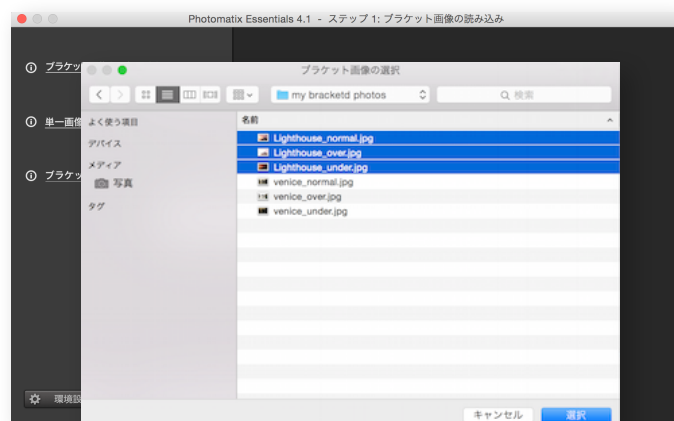 Photomatix Essentials 4.1 - ステップ 1: ブラケット画像の読み込み
ブラケッ
ブラケット画像の選択
my bracketd photos
検索
単一画像
よく使う項目
名前
デバイス
Lighthouse_normal.jpg
Lighthouse_over.jpg
メディア
Lighthouse_under.jpg
ブラケッ
写真
venice_normal.jpg
venice_over.jpg
タグ
venice_under.jpg
環境設
キャンセル
選択